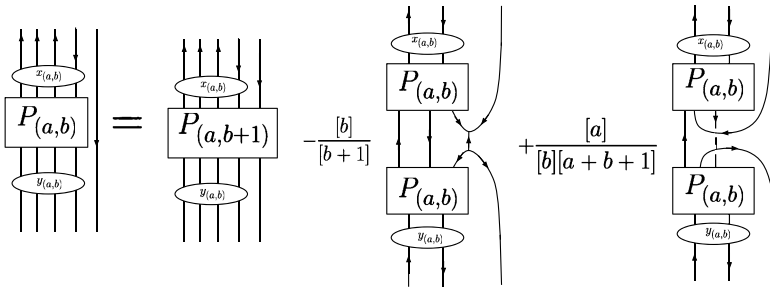 x(a,b)
P(a,b)
y(a,b)
=
x(a,b)
P(a,b+1)
y(a,b)
− [b] / [b + 1]
x(a,b)
P(a,b)
P(a,b)
y(a,b)
+ [a] / [b][a + b + 1]
x(a,b)
P(a,b)
P(a,b)
y(a,b)